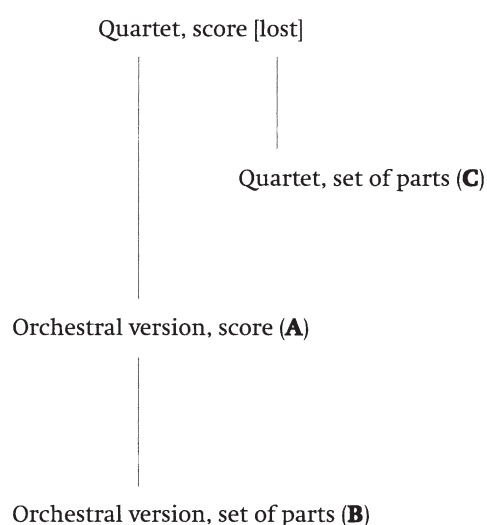 Quartet, score [lost]
Quartet, set of parts (C)
Orchestral version, score (A)
Orchestral version, set of parts (B)